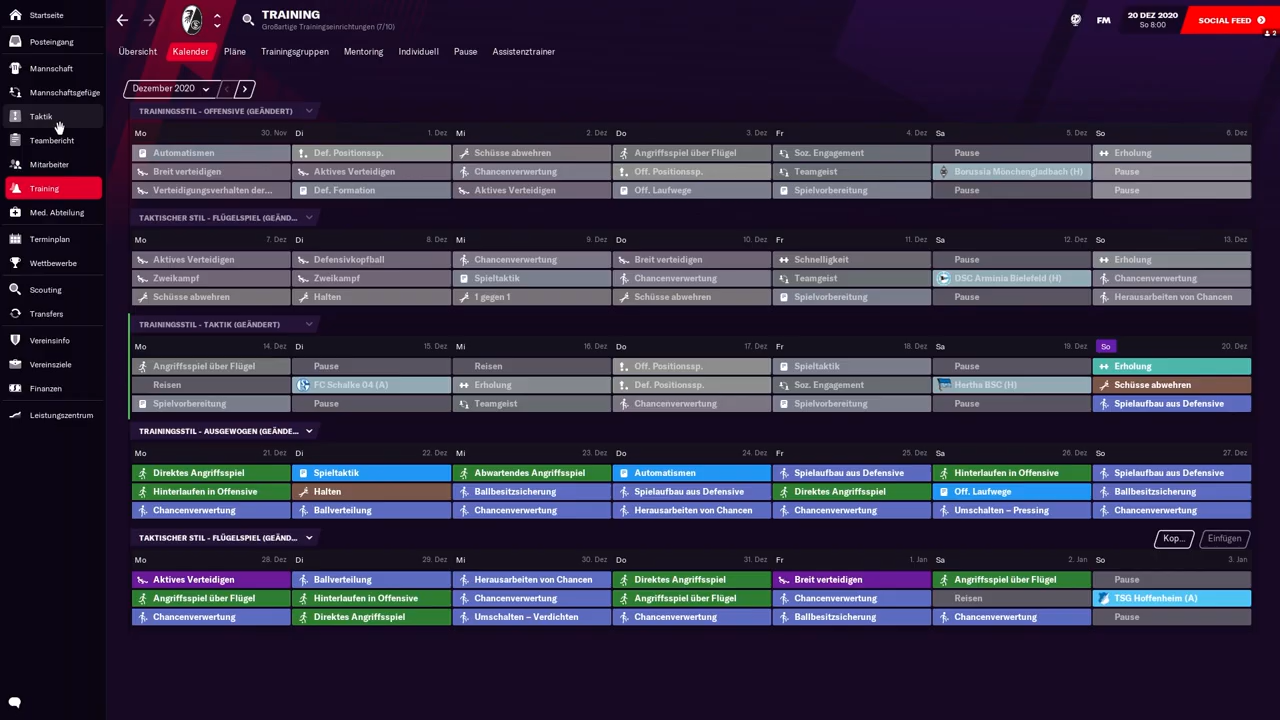 Startseite
Posteingang
Mannschaft
Mannschaftsgefüge
Taktik
Teambericht
Mitarbeiter
Training
Med. Abteilung
Terminplan
Wettbewerbe
Scouting
Transfers
Vereinsinfo
Vereinsziele
Finanzen
Leistungszentrum
TRAINING
Großartige Trainingseinrichtungen (7/10)
FM
20 DEZ 2020
So 8:00
SOCIAL FEED
2
Übersicht Kalender Pläne Trainingsgruppen Mentoring Individuell Pause Assistenztrainer
Dezember 2020
TRAININGSSTIL - OFFENSIVE (GEÄNDERT)
Mo 30. Nov Di 1. Dez Mi 2. Dez Do 3. Dez Fr 4. Dez Sa 5. Dez So 6. Dez
Automatismen Def. Positionssp. Schüsse abwehren Angriffsspiel über Flügel Soz. Engagement Pause Erholung
Breit verteidigen Aktives Verteidigen Chancenverwertung Off. Positionssp. Teamgeist Borussia Mönchengladbach (H) Pause
Verteidigungsverhalten der... Def. Formation Aktives Verteidigen Off. Laufwege Spielvorbereitung Pause Pause
TAKTISCHER STIL - FLÜGELSPIEL (GEÄND...
Mo 7. Dez Di 8. Dez Mi 9. Dez Do 10. Dez Fr 11. Dez Sa 12. Dez So 13. Dez
Aktives Verteidigen Defensivkopfball Chancenverwertung Breit verteidigen Schnelligkeit Pause Erholung
Zweikampf Zweikampf Spieltaktik Chancenverwertung Teamgeist DSC Arminia Bielefeld (H) Chancenverwertung
Schüsse abwehren Halten 1 gegen 1 Schüsse abwehren Spielvorbereitung Pause Herausarbeiten von Chancen
TRAININGSSTIL - TAKTIK (GEÄNDERT)
Mo 14. Dez Di 15. Dez Mi 16. Dez Do 17. Dez Fr 18. Dez Sa 19. Dez So 20. Dez
Angriffsspiel über Flügel Pause Reisen Off. Positionssp. Spieltaktik Pause Erholung
Reisen FC Schalke 04 (A) Erholung Def. Positionssp. Soz. Engagement Hertha BSC (H) Schüsse abwehren
Spielvorbereitung Pause Teamgeist Chancenverwertung Spielvorbereitung Pause Spielaufbau aus Defensive
TRAININGSSTIL - AUSGEWOGEN (GEÄNDE...
Mo 21. Dez Di 22. Dez Mi 23. Dez Do 24. Dez Fr 25. Dez Sa 26. Dez So 27. Dez
Direktes Angriffsspiel Spieltaktik Abwartendes Angriffsspiel Automatismen Spielaufbau aus Defensive Hinterlaufen in Offensive Spielaufbau aus Defensive
Hinterlaufen in Offensive Halten Ballbesitzsicherung Spielaufbau aus Defensive Direktes Angriffsspiel Off. Laufwege Ballbesitzsicherung
Chancenverwertung Ballverteilung Chancenverwertung Herausarbeiten von Chancen Chancenverwertung Umschalten – Pressing Chancenverwertung
TAKTISCHER STIL - FLÜGELSPIEL (GEÄND... Kop... Einfügen
Mo 28. Dez Di 29. Dez Mi 30. Dez Do 31. Dez Fr 1. Jan Sa 2. Jan So 3. Jan
Aktives Verteidigen Ballverteilung Herausarbeiten von Chancen Direktes Angriffsspiel Breit verteidigen Angriffsspiel über Flügel Pause
Angriffsspiel über Flügel Hinterlaufen in Offensive Chancenverwertung Angriffsspiel über Flügel Chancenverwertung Reisen TSG Hoffenheim (A)
Chancenverwertung Direktes Angriffsspiel Umschalten – Verdichten Chancenverwertung Ballbesitzsicherung Chancenverwertung Pause